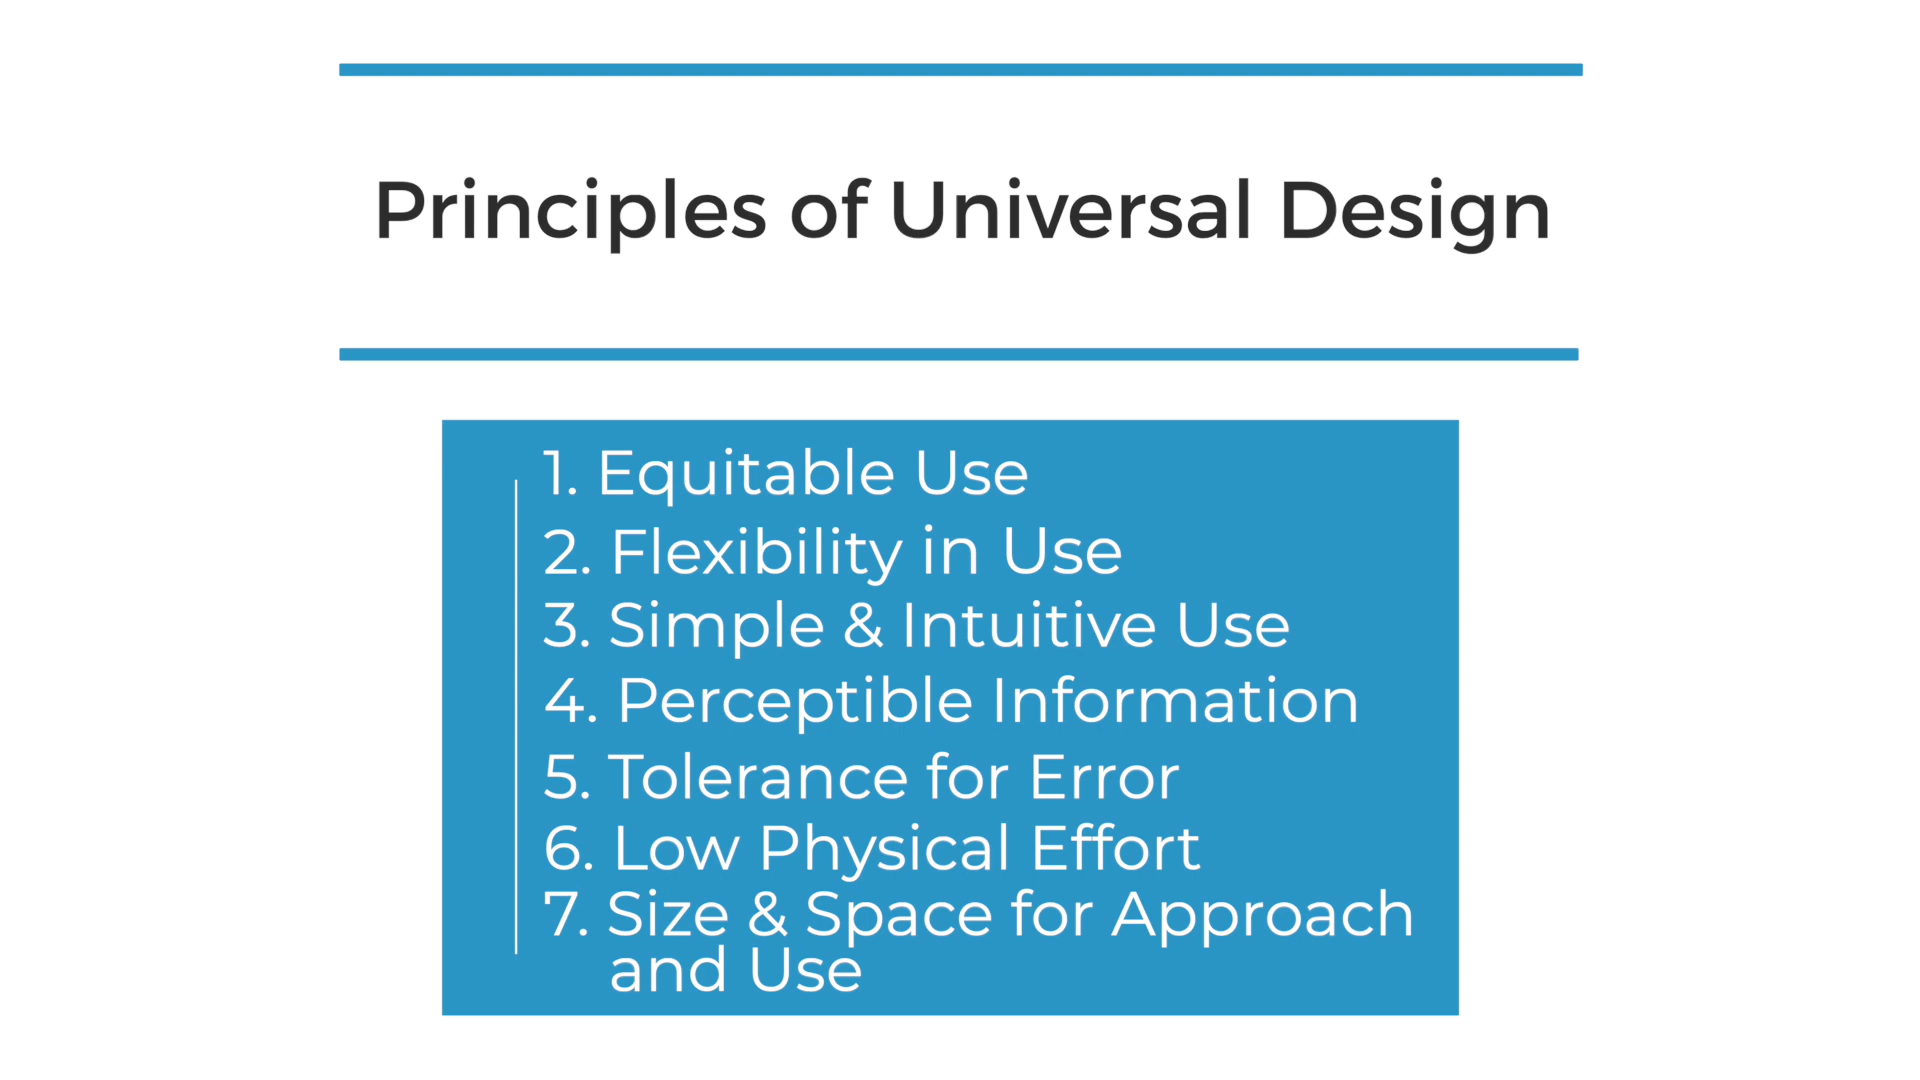 Principles of Universal Design
1. Equitable Use
2. Flexibility in Use
3. Simple & Intuitive Use
4. Perceptible Information
5. Tolerance for Error
6. Low Physical Effort
7. Size & Space for Approach
and Use